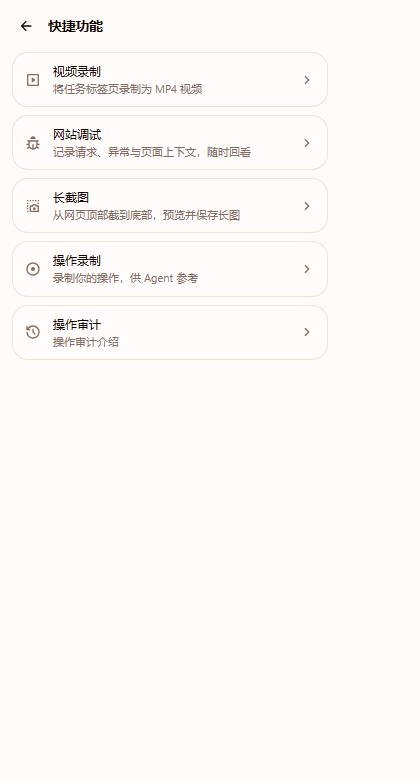 快捷功能
视频录制
将任务标签页录制为 MP4 视频
网站调试
记录请求、异常与页面上下文，随时回看
长截图
从网页顶部截到底部，预览并保存长图
操作录制
录制你的操作，供 Agent 参考
操作审计
操作审计介绍